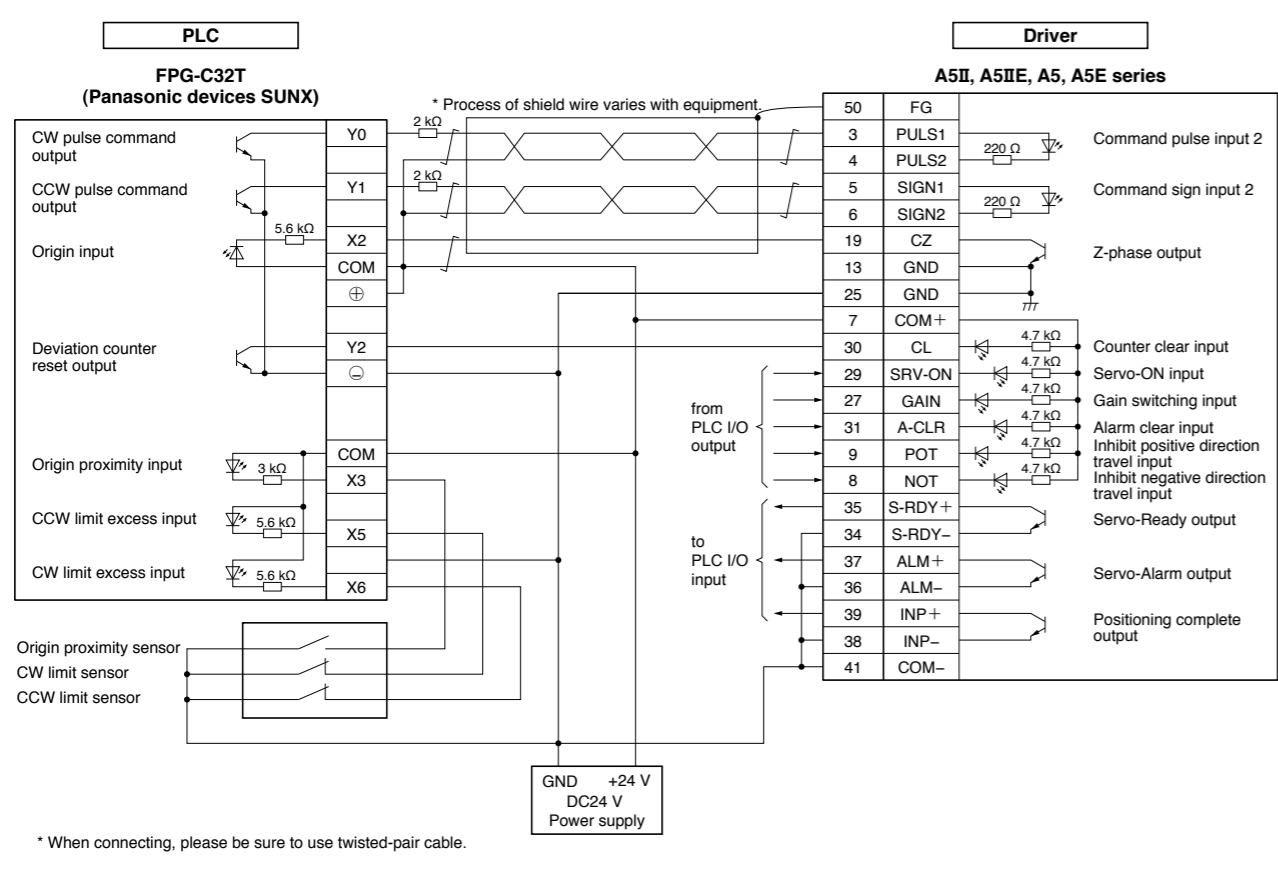 PLC
Driver
FPG-C32T
(Panasonic devices SUNX)
A5Ⅱ, A5ⅡE, A5, A5E series
* Process of shield wire varies with equipment.
CW pulse command
output
CCW pulse command
output
Origin input
Deviation counter
reset output
Origin proximity input
CCW limit excess input
CW limit excess input
5.6 kΩ
3 kΩ
5.6 kΩ
5.6 kΩ
Y0
Y1
X2
COM
⊕
Y2
⊖
COM
X3
X5
X6
2 kΩ
2 kΩ
from
PLC I/O
output
to
PLC I/O
input
50 FG
3 PULS1
4 PULS2
5 SIGN1
6 SIGN2
19 CZ
13 GND
25 GND
7 COM+
30 CL
29 SRV-ON
27 GAIN
31 A-CLR
9 POT
8 NOT
35 S-RDY+
34 S-RDY–
37 ALM+
36 ALM–
39 INP+
38 INP–
41 COM–
220 Ω
220 Ω
4.7 kΩ
4.7 kΩ
4.7 kΩ
4.7 kΩ
4.7 kΩ
4.7 kΩ
Command pulse input 2
Command sign input 2
Z-phase output
Counter clear input
Servo-ON input
Gain switching input
Alarm clear input
Inhibit positive direction
travel input
Inhibit negative direction
travel input
Servo-Ready output
Servo-Alarm output
Positioning complete
output
Origin proximity sensor
CW limit sensor
CCW limit sensor
GND +24 V
DC24 V
Power supply
* When connecting, please be sure to use twisted-pair cable.